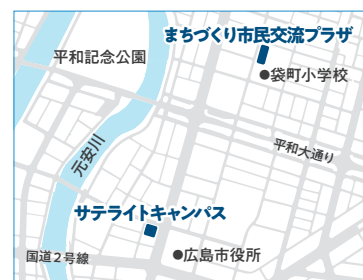 まちづくり市民交流プラザ
平和記念公園
袋町小学校
平和大通り
元安川
サテライトキャンパス
国道2号線
広島市役所